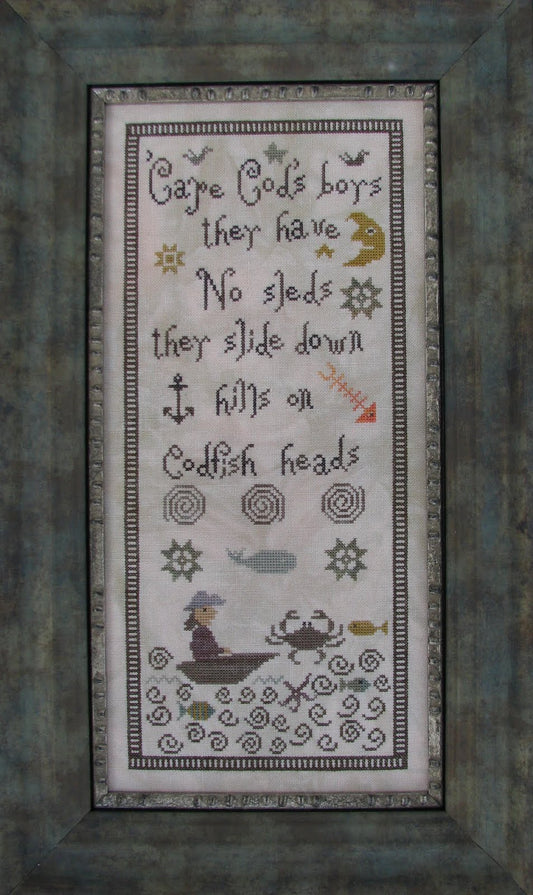 'Cape Cod's boys
they have
No sleds
they slide down
hills on
Codfish heads